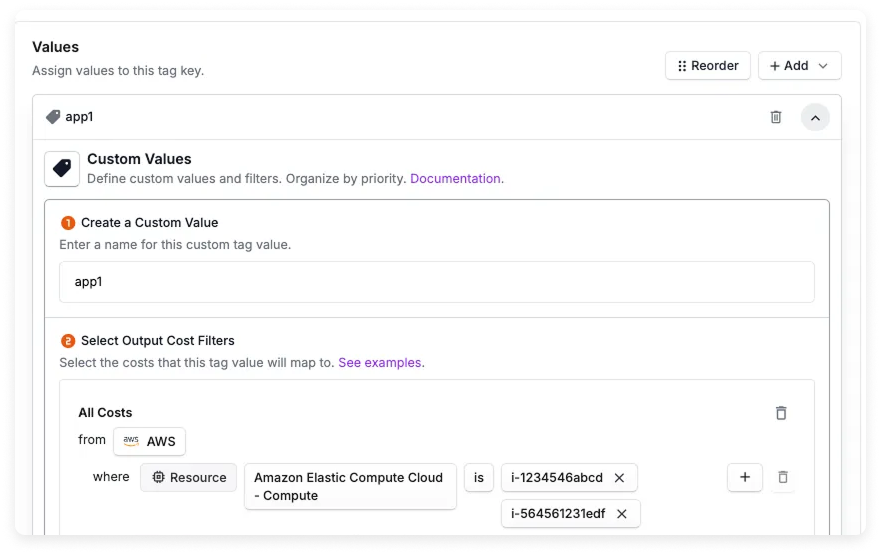 Values
Assign values to this tag key.
Reorder
+ Add
app1
Custom Values
Define custom values and filters. Organize by priority. Documentation.
1 Create a Custom Value
Enter a name for this custom tag value.
app1
2 Select Output Cost Filters
Select the costs that this tag value will map to. See examples.
All Costs
from aws AWS
where Resource Amazon Elastic Compute Cloud is i-1234546abcd
- Compute
i-564561231edf